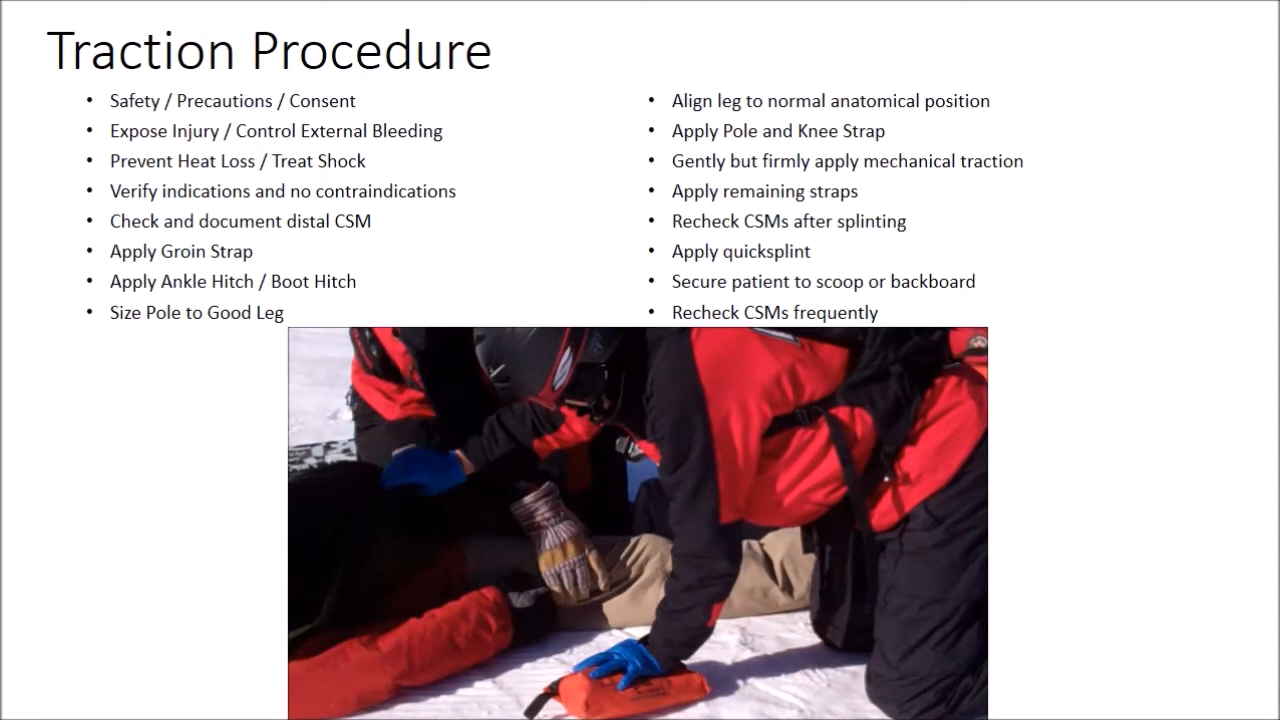 Traction Procedure
• Safety / Precautions / Consent
• Expose Injury / Control External Bleeding
• Prevent Heat Loss / Treat Shock
• Verify indications and no contraindications
• Check and document distal CSM
• Apply Groin Strap
• Apply Ankle Hitch / Boot Hitch
• Size Pole to Good Leg
• Align leg to normal anatomical position
• Apply Pole and Knee Strap
• Gently but firmly apply mechanical traction
• Apply remaining straps
• Recheck CSMs after splinting
• Apply quicksplint
• Secure patient to scoop or backboard
• Recheck CSMs frequently